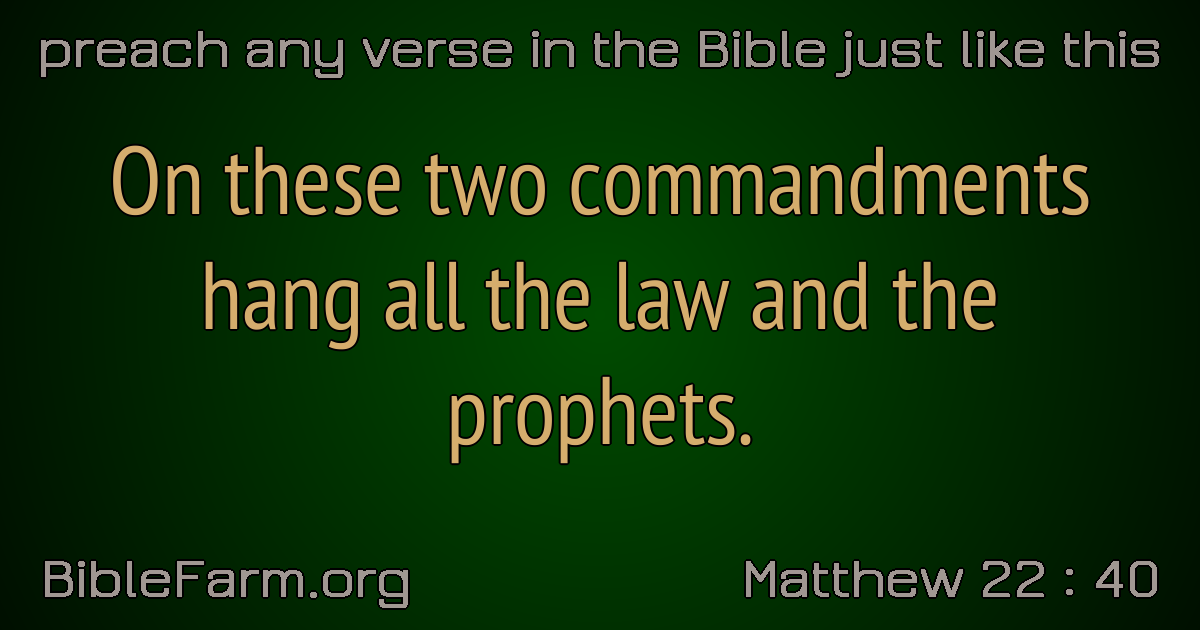 preach any verse in the Bible just like this
On these two commandments
hang all the law and the
prophets.
BibleFarm.org
Matthew 22 : 40